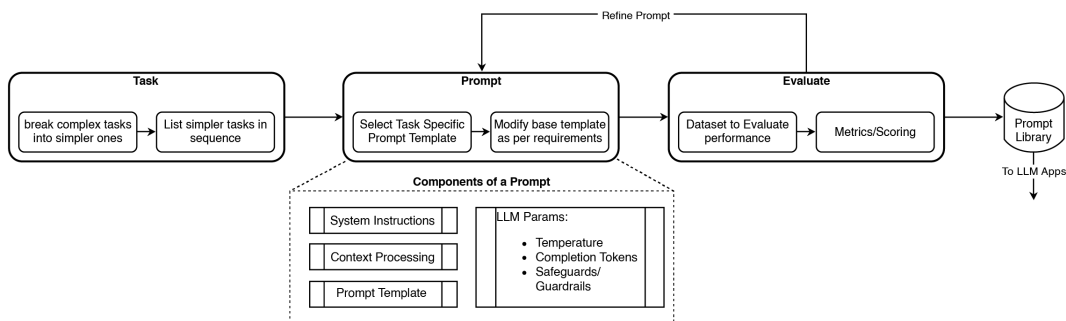 Refine Prompt
Task
break complex tasks
into simpler ones
List simpler tasks in
sequence
Prompt
Select Task Specific
Prompt Template
Modify base template
as per requirements
Evaluate
Dataset to Evaluate
performance
Metrics/Scoring
Prompt
Library
To LLM Apps
Components of a Prompt
System Instructions
Context Processing
Prompt Template
LLM Params:
• Temperature
• Completion Tokens
• Safeguards/
Guardrails